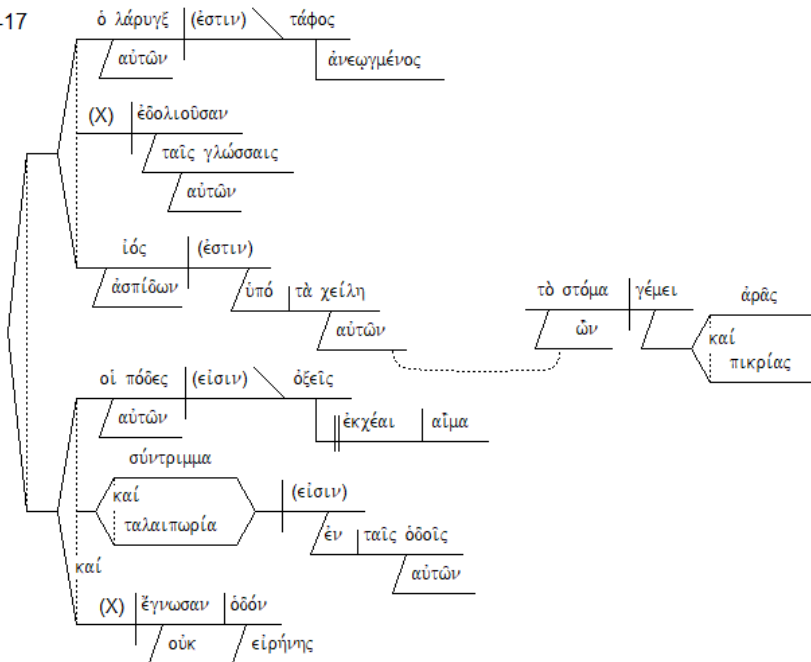 -17
ὁ λάρυγξ (ἐστιν) τάφος
αὐτῶν ἀνεῳγμένος
(X) ἐδολιοῦσαν
ταῖς γλώσσαις
αὐτῶν
ἰός (ἐστιν)
ἀσπίδων ὑπό τὰ χείλη
αὐτῶν
τὸ στόμα γέμει ἀρᾶς
ὧν καί
πικρίας
οἱ πόδες (εἰσιν) ὀξεῖς
αὐτῶν ἐκχέαι αἷμα
σύντριμμα
καί (εἰσιν)
ταλαιπωρία
ἐν ταῖς ὁδοῖς
αὐτῶν
καί
(X) ἔγνωσαν ὁδόν
οὐκ εἰρήνης